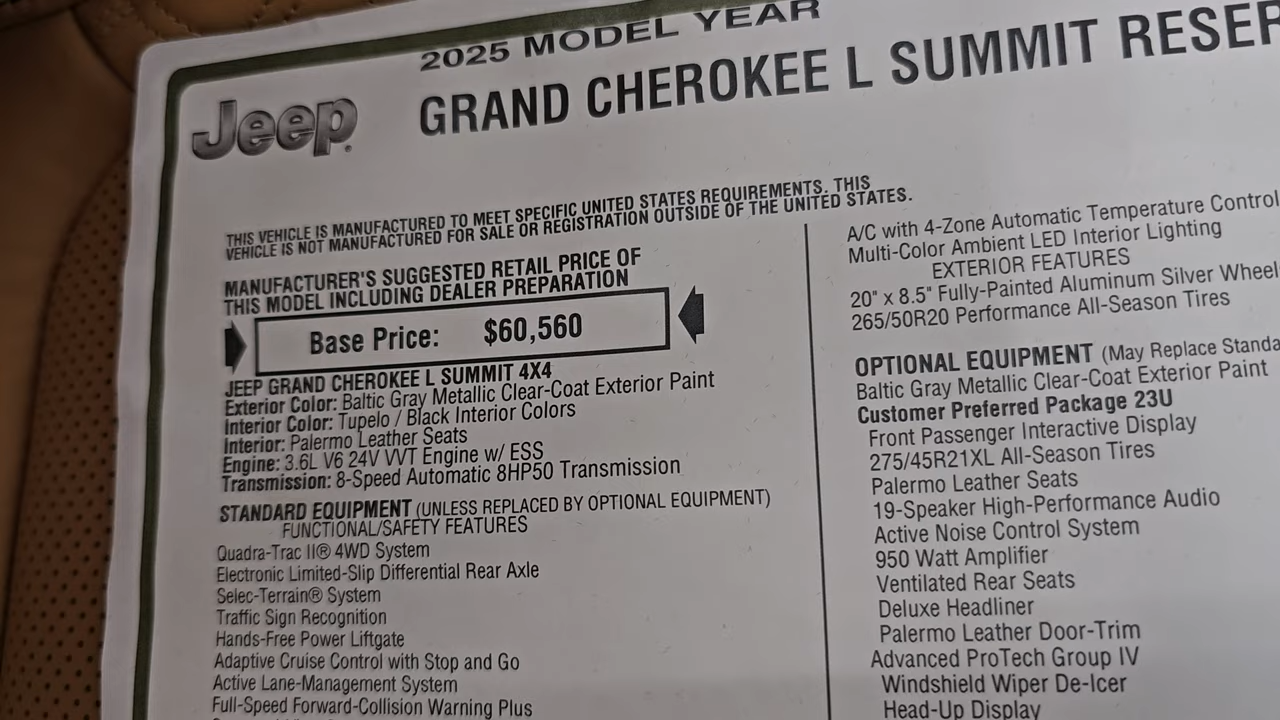 2025 MODEL YEAR
Jeep
GRAND CHEROKEE L SUMMIT
THIS VEHICLE IS MANUFACTURED TO MEET SPECIFIC UNITED STATES REQUIREMENTS. THIS
VEHICLE IS NOT MANUFACTURED FOR SALE OR REGISTRATION OUTSIDE OF THE UNITED STATES.
MANUFACTURER'S SUGGESTED RETAIL PRICE OF
THIS MODEL INCLUDING DEALER PREPARATION
Base Price: $60,560
JEEP GRAND CHEROKEE L SUMMIT 4X4
Exterior Color: Baltic Gray Metallic Clear-Coat Exterior Paint
Interior Color: Tupelo / Black Interior Colors
Interior: Palermo Leather Seats
Engine: 3.6L V6 24V VVT Engine w/ ESS
Transmission: 8-Speed Automatic 8HP50 Transmission
STANDARD EQUIPMENT (UNLESS REPLACED BY OPTIONAL EQUIPMENT)
FUNCTIONAL/SAFETY FEATURES
Quadra-Trac II® 4WD System
Electronic Limited-Slip Differential Rear Axle
Selec-Terrain® System
Traffic Sign Recognition
Hands-Free Power Liftgate
Adaptive Cruise Control with Stop and Go
Active Lane-Management System
Full-Speed Forward-Collision Warning Plus
A/C with 4-Zone Automatic Temperature Control
Multi-Color Ambient LED Interior Lighting
EXTERIOR FEATURES
20" x 8.5" Fully-Painted Aluminum Silver
265/50R20 Performance All-Season Tires
OPTIONAL EQUIPMENT (May Replace
Baltic Gray Metallic Clear-Coat Exterior Paint
Customer Preferred Package 23U
Front Passenger Interactive Display
275/45R21XL All-Season Tires
Palermo Leather Seats
19-Speaker High-Performance Audio
Active Noise Control System
950 Watt Amplifier
Ventilated Rear Seats
Deluxe Headliner
Palermo Leather Door-Trim
Advanced ProTech Group IV
Windshield Wiper De-Icer
Head-Up Display